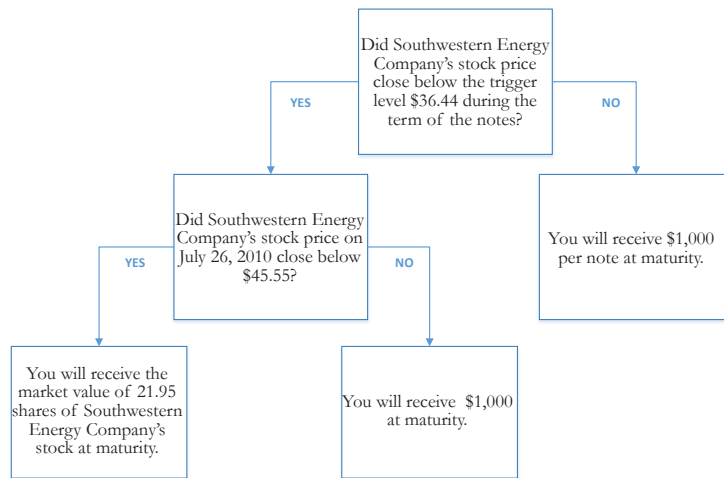 Did Southwestern Energy
Company's stock price
close below the trigger
level $36.44 during the
term of the notes?
YES
NO
Did Southwestern Energy
Company's stock price on
July 26, 2010 close below
$45.55?
You will receive $1,000
per note at maturity.
YES
NO
You will receive the
market value of 21.95
shares of Southwestern
Energy Company's
stock at maturity.
You will receive  $1,000
at maturity.